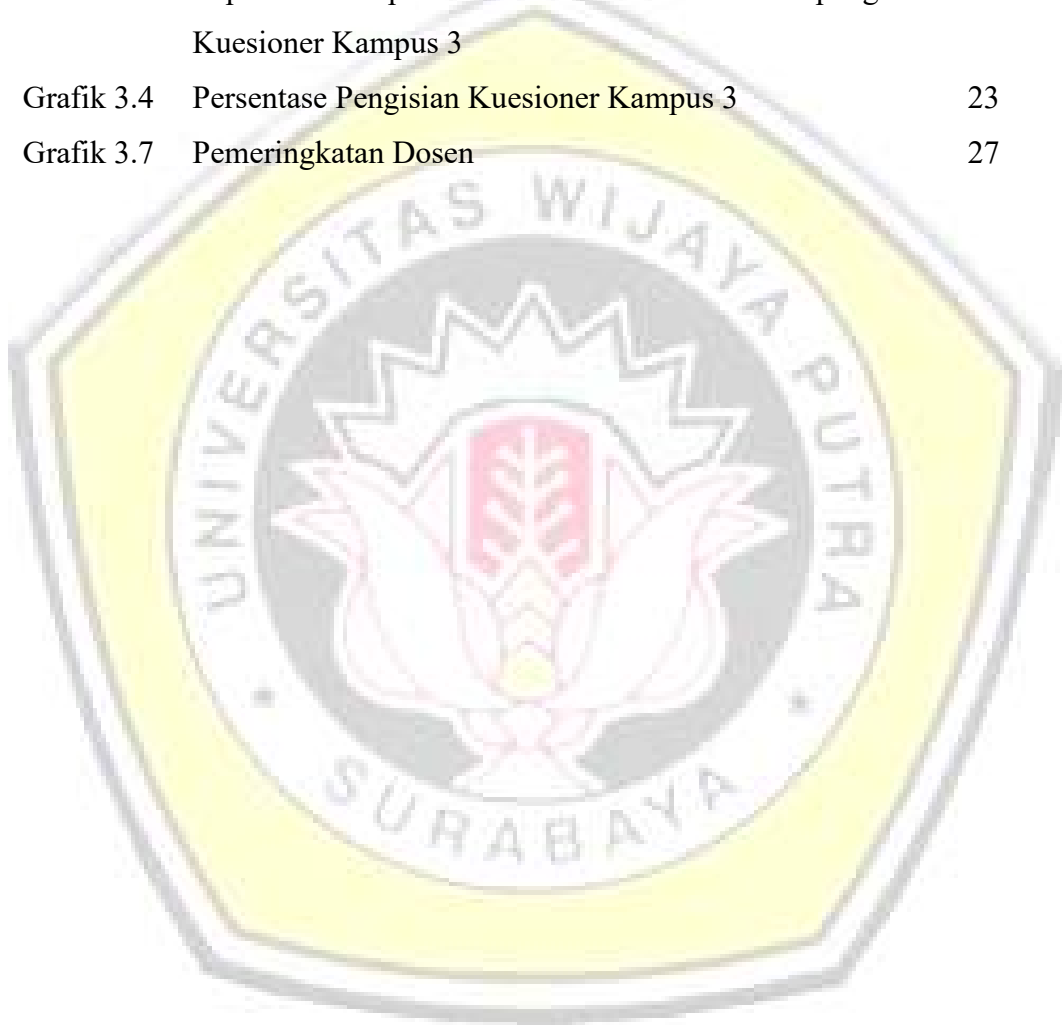 Kuesioner Kampus 3
Grafik 3.4 Persentase Pengisian Kuesioner Kampus 3 23
Grafik 3.7 Pemeringkatan Dosen 27
UNIVERSITAS WIJAYA PUTRA
SURABAYA